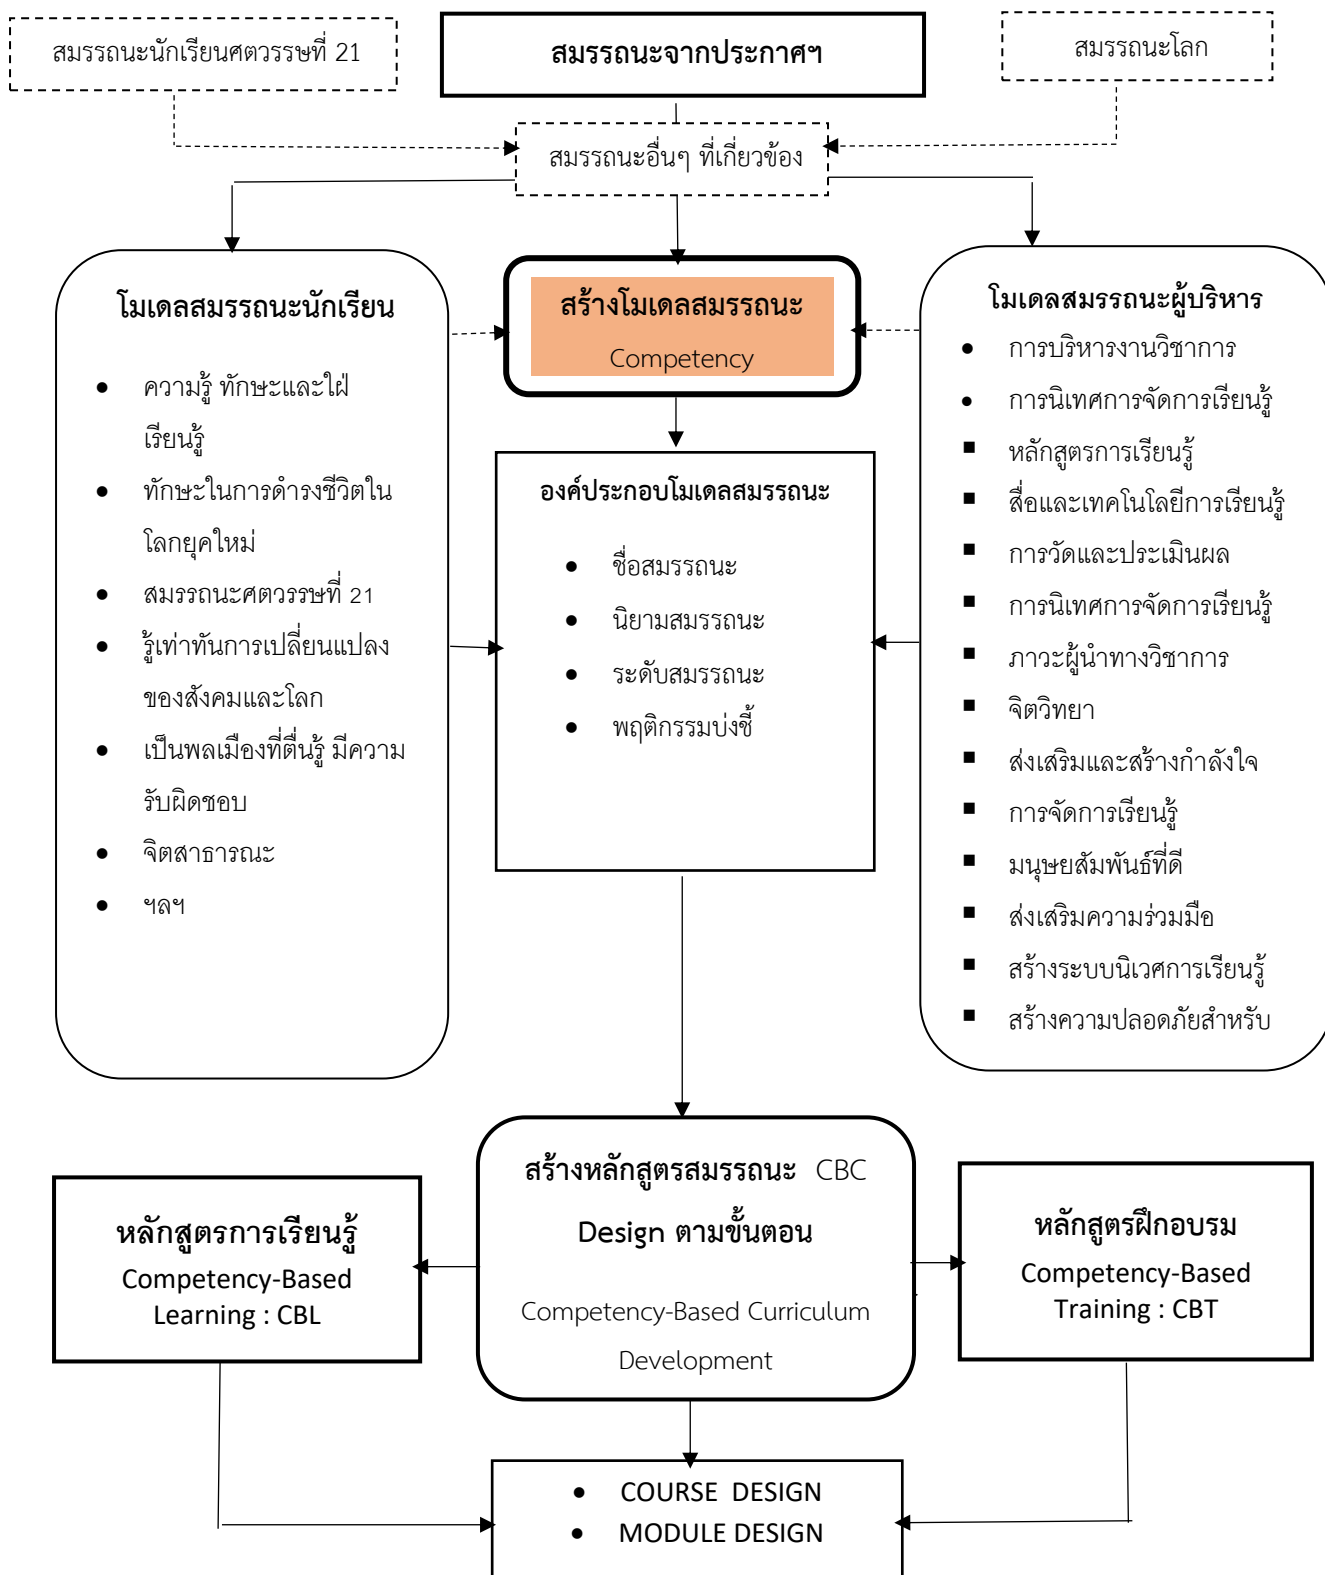 สมรรถนะนักเรียนศตวรรษที่ 21
สมรรถนะจากประกาศฯ
สมรรถนะโลก
สมรรถนะอื่นๆ ที่เกี่ยวข้อง
โมเดลสมรรถนะนักเรียน
• ความรู้ ทักษะและใฝ่
เรียนรู้
• ทักษะในการดำรงชีวิตใน
โลกยุคใหม่
• สมรรถนะศตวรรษที่ 21
• รู้เท่าทันการเปลี่ยนแปลง
ของสังคมและโลก
• เป็นพลเมืองที่ตื่นรู้ มีความ
รับผิดชอบ
• จิตสาธารณะ
• ฯลฯ
สร้างโมเดลสมรรถนะ
Competency
องค์ประกอบโมเดลสมรรถนะ
• ชื่อสมรรถนะ
• นิยามสมรรถนะ
• ระดับสมรรถนะ
• พฤติกรรมบ่งชี้
โมเดลสมรรถนะผู้บริหาร
• การบริหารงานวิชาการ
• การนิเทศการจัดการเรียนรู้
▪ หลักสูตรการเรียนรู้
▪ สื่อและเทคโนโลยีการเรียนรู้
▪ การวัดและประเมินผล
▪ การนิเทศการจัดการเรียนรู้
▪ ภาวะผู้นำทางวิชาการ
▪ จิตวิทยา
▪ ส่งเสริมและสร้างกำลังใจ
▪ การจัดการเรียนรู้
▪ มนุษยสัมพันธ์ที่ดี
▪ ส่งเสริมความร่วมมือ
▪ สร้างระบบนิเวศการเรียนรู้
▪ สร้างความปลอดภัยสำหรับ
สร้างหลักสูตรสมรรถนะ CBC
Design ตามขั้นตอน
Competency-Based Curriculum
Development
หลักสูตรการเรียนรู้
Competency-Based
Learning : CBL
หลักสูตรฝึกอบรม
Competency-Based
Training : CBT
• COURSE DESIGN
• MODULE DESIGN